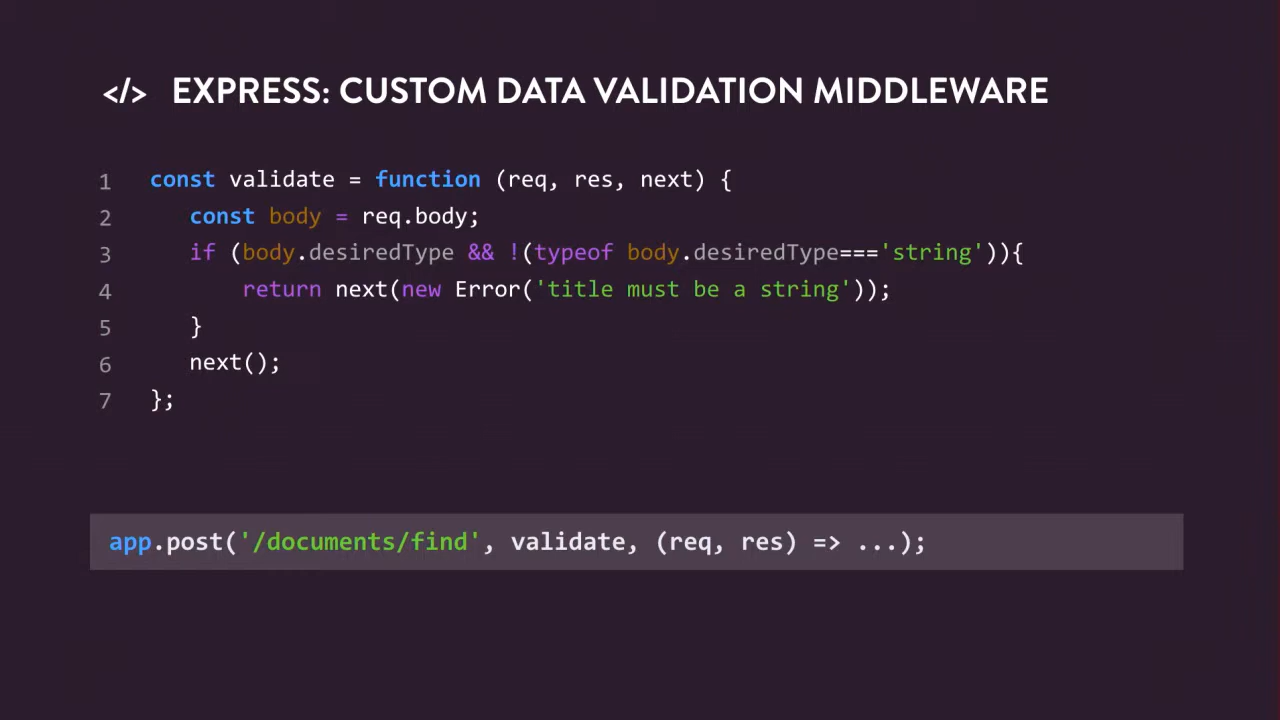 </> EXPRESS: CUSTOM DATA VALIDATION MIDDLEWARE
1 const validate = function (req, res, next) {
2 const body = req.body;
3 if (body.desiredType && !(typeof body.desiredType==='string')){
4 return next(new Error('title must be a string'));
5 }
6 next();
7 };
app.post('/documents/find', validate, (req, res) => ...);